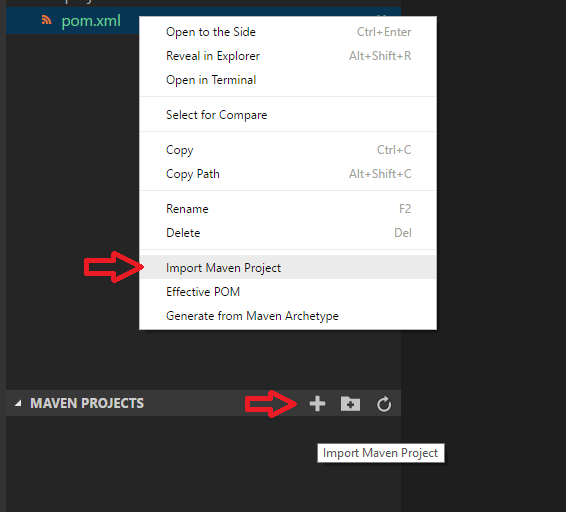 pom.xml
Open to the Side Ctrl+Enter
Reveal in Explorer Alt+Shift+R
Open in Terminal
Select for Compare
Copy Ctrl+C
Copy Path Alt+Shift+C
Rename F2
Delete Del
Import Maven Project
Effective POM
Generate from Maven Archetype
MAVEN PROJECTS
Import Maven Project